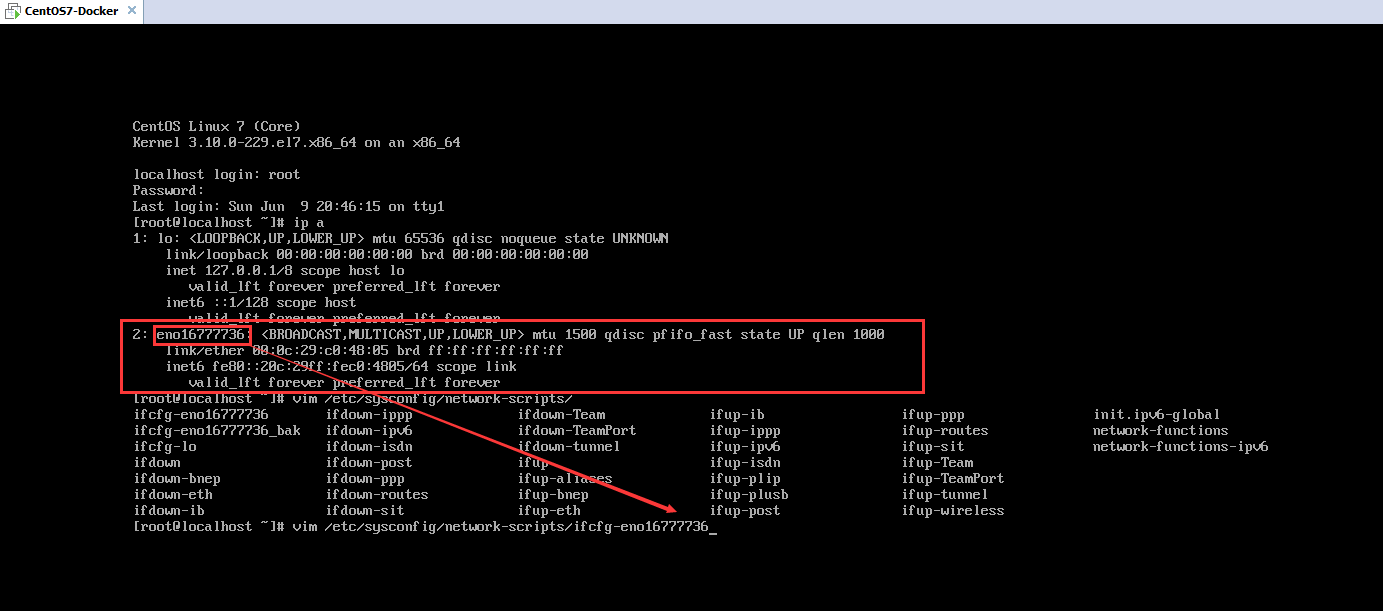 CentOS7-Docker
CentOS Linux 7 (Core)
Kernel 3.10.0-229.el7.x86_64 on an x86_64
localhost login: root
Password:
Last login: Sun Jun  9 20:46:15 on tty1
[root@localhost ~]# ip a
1: lo: <LOOPBACK,UP,LOWER_UP> mtu 65536 qdisc noqueue state UNKNOWN
    link/loopback 00:00:00:00:00:00 brd 00:00:00:00:00:00
    inet 127.0.0.1/8 scope host lo
       valid_lft forever preferred_lft forever
    inet6 ::1/128 scope host
       valid_lft forever preferred_lft forever
2: eno16777736: <BROADCAST,MULTICAST,UP,LOWER_UP> mtu 1500 qdisc pfifo_fast state UP qlen 1000
    link/ether 00:0c:29:c0:48:05 brd ff:ff:ff:ff:ff:ff
    inet6 fe80::20c:29ff:fec0:4805/64 scope link
       valid_lft forever preferred_lft forever
[root@localhost ~]# vim /etc/sysconfig/network-scripts/
ifcfg-eno16777736      ifdown-ippp    ifdown-Team      ifup-ib      ifup-ppp       init.ipv6-global
ifcfg-eno16777736_bak  ifdown-ipv6    ifdown-TeamPort  ifup-ippp    ifup-routes    network-functions
ifcfg-lo               ifdown-isdn    ifdown-tunnel    ifup-ipv6    ifup-sit       network-functions-ipv6
ifdown                 ifdown-post    ifup             ifup-isdn    ifup-Team
ifdown-bnep            ifdown-ppp     ifup-aliases     ifup-plip    ifup-TeamPort
ifdown-eth             ifdown-routes  ifup-bnep        ifup-plusb   ifup-tunnel
ifdown-ib              ifdown-sit     ifup-eth         ifup-post    ifup-wireless
[root@localhost ~]# vim /etc/sysconfig/network-scripts/ifcfg-eno16777736_